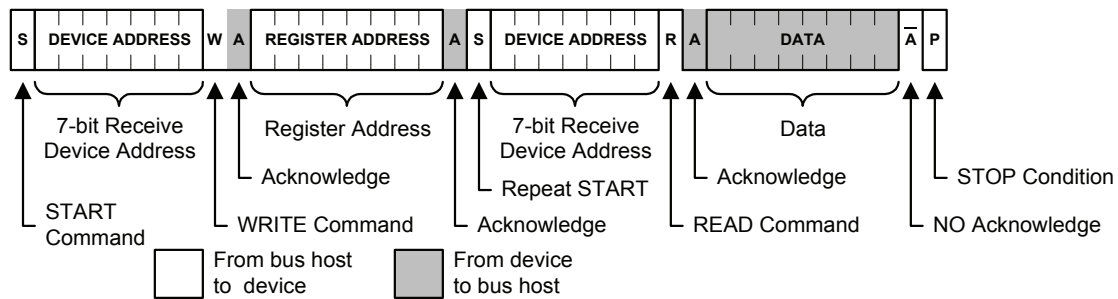 S DEVICE ADDRESS W A REGISTER ADDRESS A S DEVICE ADDRESS R A DATA A̅ P
7-bit Receive
Device Address
Register Address
7-bit Receive
Device Address
Data
Acknowledge
Repeat START
Acknowledge
STOP Condition
START
Command
WRITE Command
Acknowledge
READ Command
NO Acknowledge
From bus host
to device
From device
to bus host